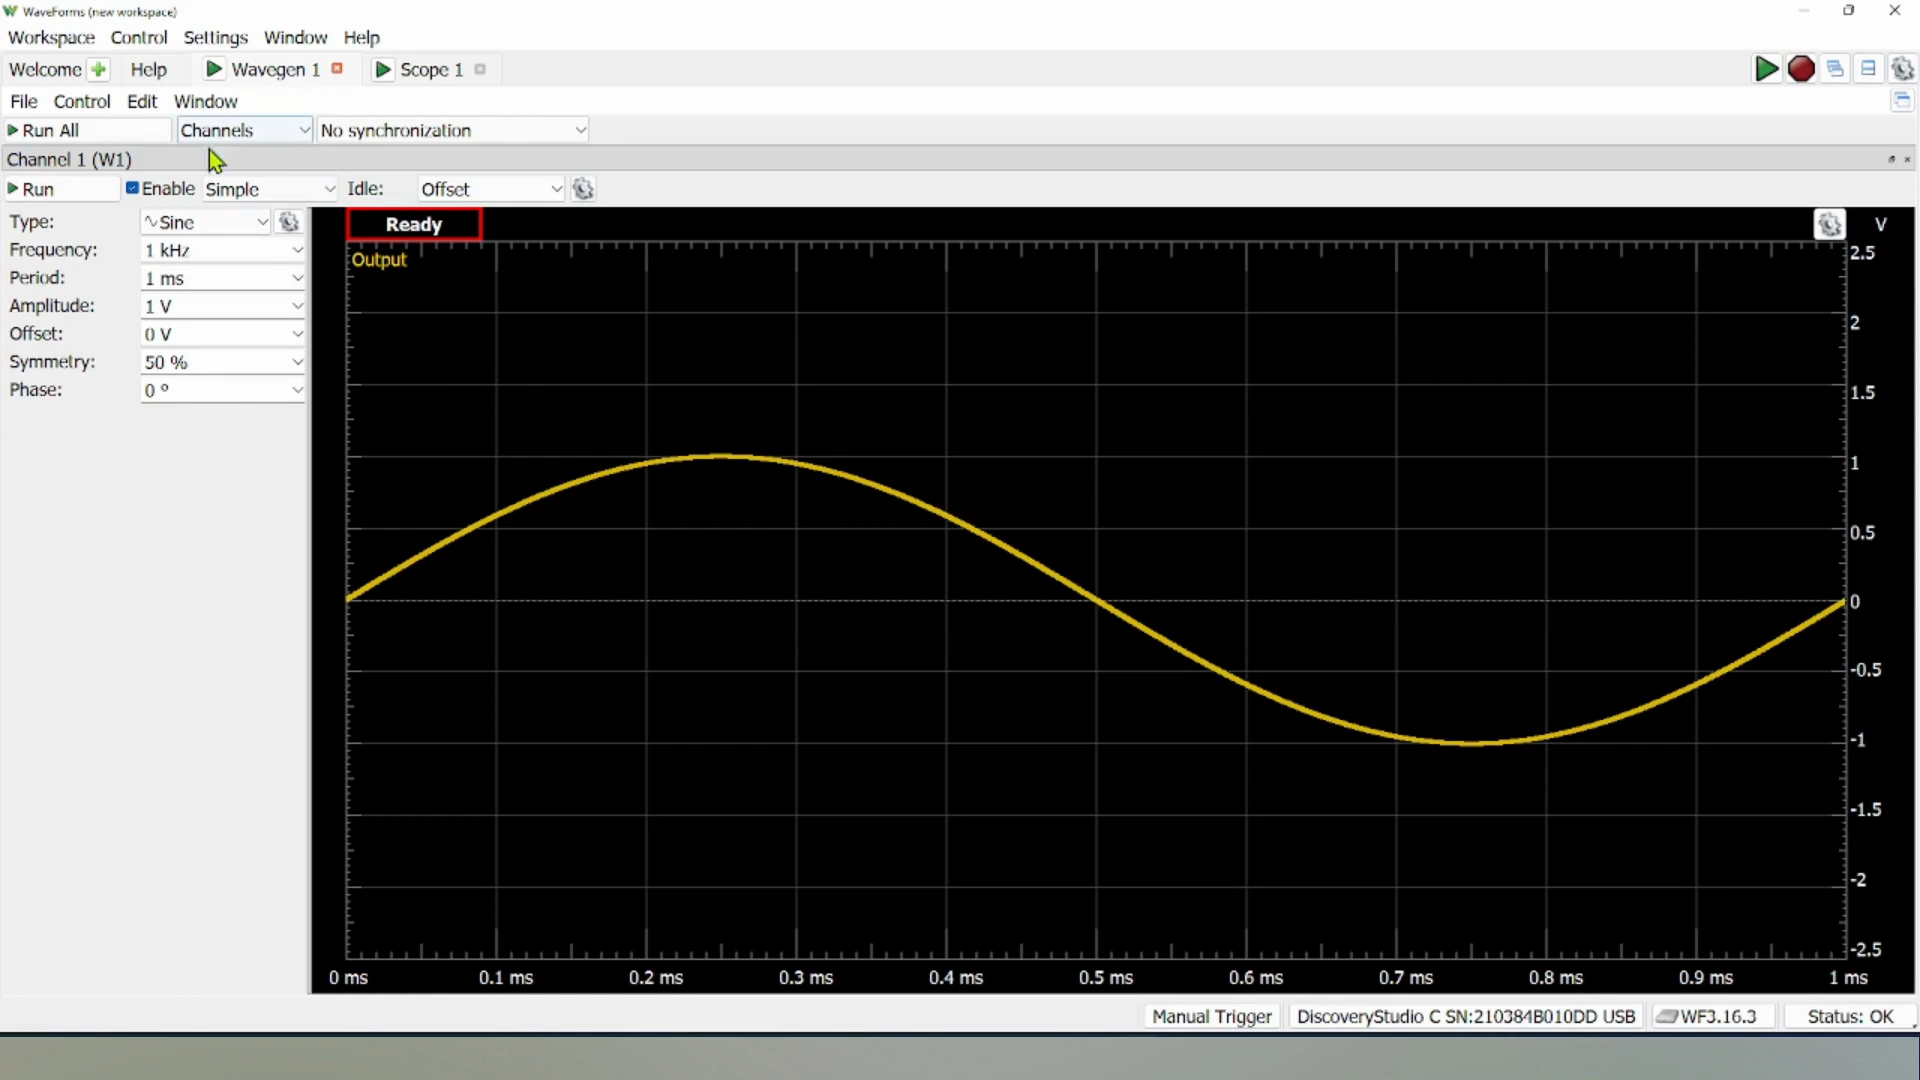 WaveForms (new workspace)
Workspace Control Settings Window Help
Welcome Help Wavegen 1 Scope 1
File Control Edit Window
Run All Channels No synchronization
Channel 1 (W1)
Run Enable Simple Idle: Offset
Type: Sine
Frequency: 1 kHz
Period: 1 ms
Amplitude: 1 V
Offset: 0 V
Symmetry: 50 %
Phase: 0 º
Ready V
Output
2.5
2
1.5
1
0.5
0
-0.5
-1
-1.5
-2
-2.5
0 ms 0.1 ms 0.2 ms 0.3 ms 0.4 ms 0.5 ms 0.6 ms 0.7 ms 0.8 ms 0.9 ms 1 ms
Manual Trigger DiscoveryStudio C SN:210384B010DD USB WF3.16.3 Status: OK